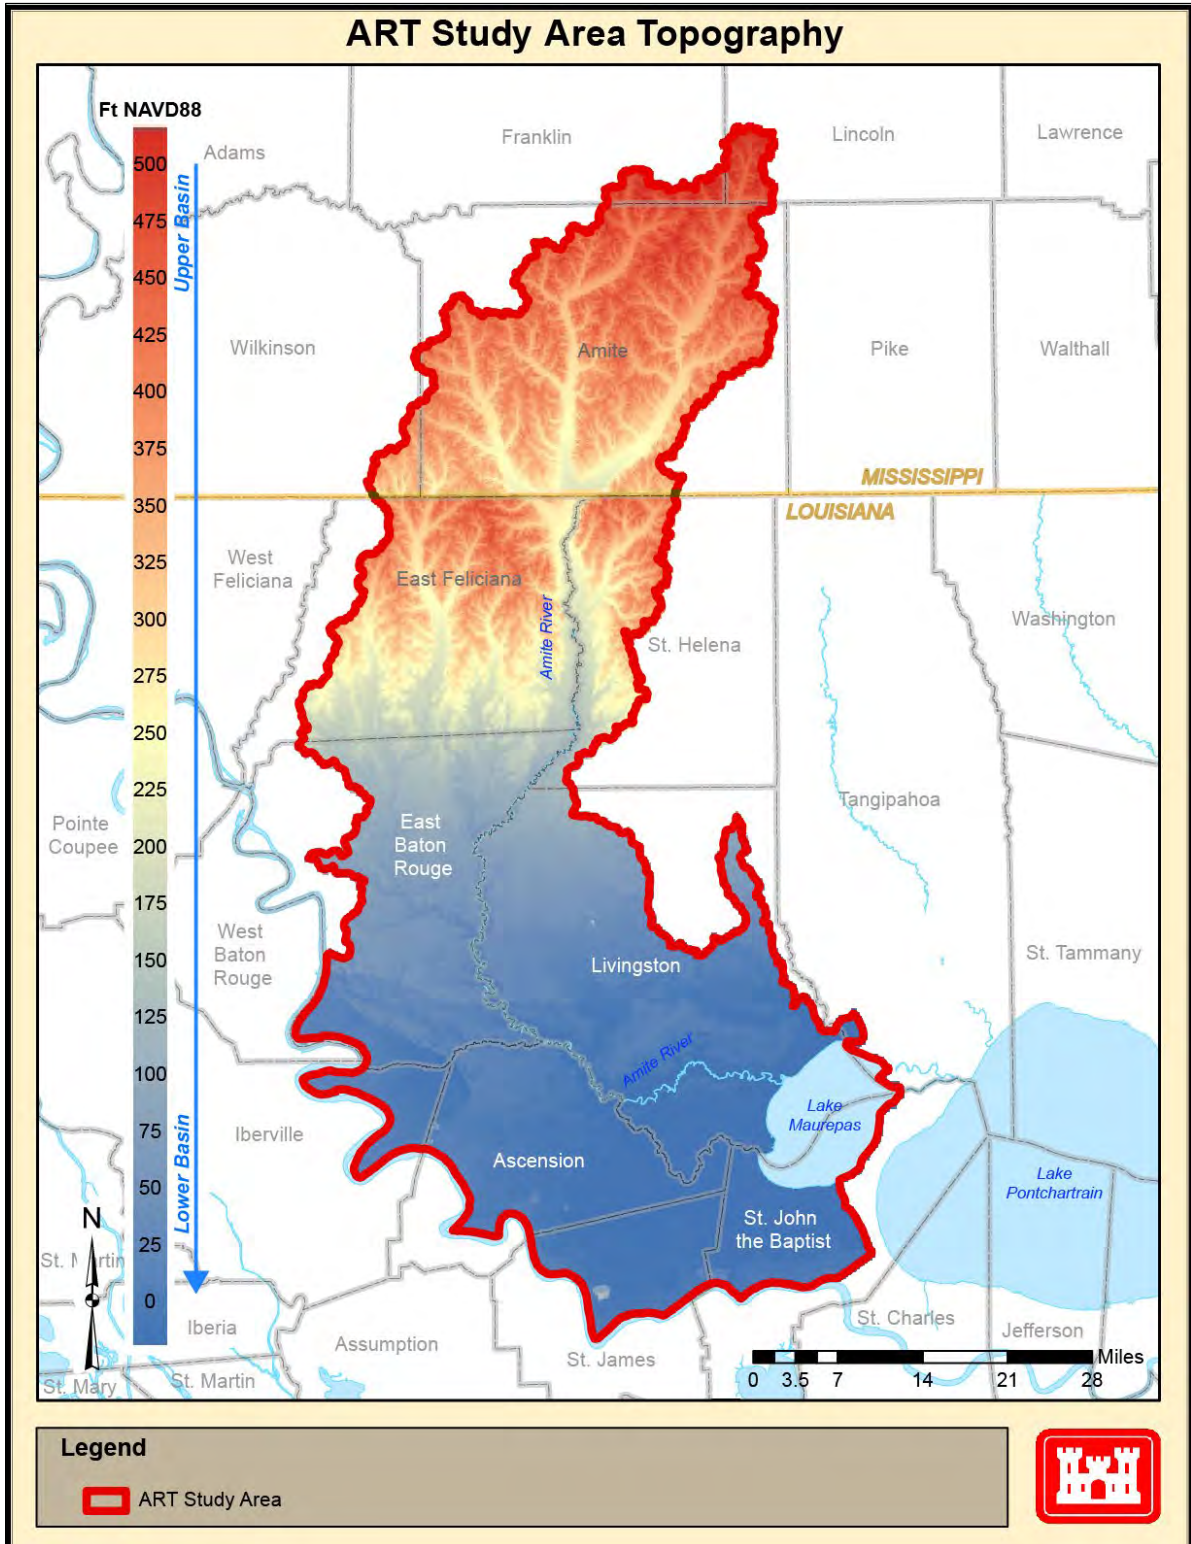 ART Study Area Topography
Ft NAVD88
500
475
450
425
400
375
350
325
300
275
250
225
200
175
150
125
100
75
50
25
0
Upper Basin
Lower Basin
Adams
Franklin
Lincoln
Lawrence
Wilkinson
Amite
Pike
Walthall
MISSISSIPPI
LOUISIANA
West
Feliciana
East Feliciana
Amite River
St. Helena
Washington
Pointe
Coupee
East
Baton
Rouge
Tangipahoa
West
Baton
Rouge
Livingston
St. Tammany
Amite River
Lake
Maurepas
Iberville
Ascension
Lake
Pontchartrain
St. John
the Baptist
N
St. Martin
Iberia
Assumption
St. James
St. Charles
Jefferson
St. Mary
St. Martin
Miles
0 3.5 7 14 21 28
Legend
ART Study Area